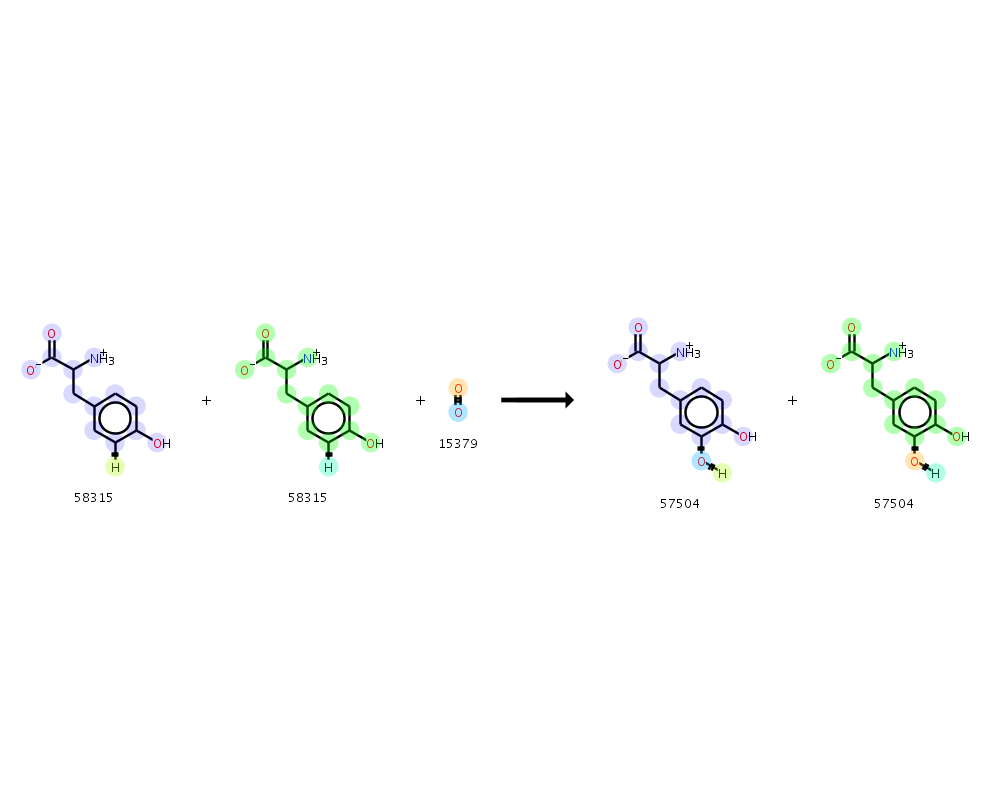 O O
O⁻ NH3⁺ O⁻ NH3⁺ O⁻ NH3⁺ O⁻ NH3⁺
+ + O O + 
OH OH 15379 OH OH
H H O H O H
58315 58315 57504 57504